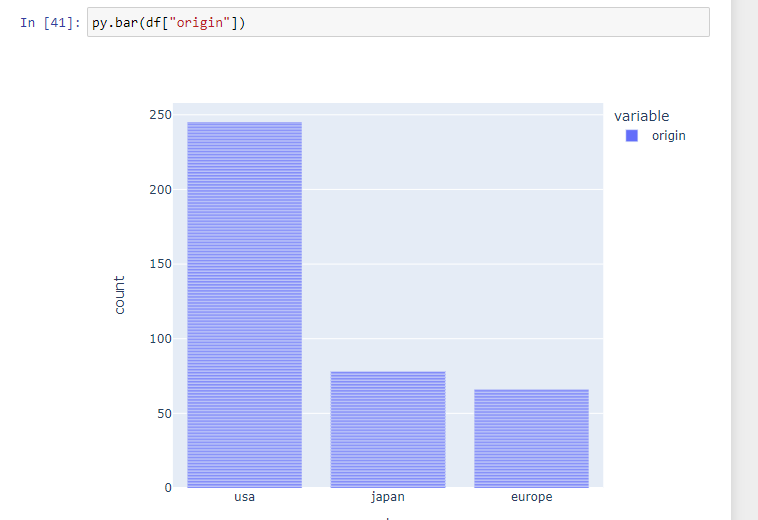 In [41]: py.bar(df["origin"])
variable
origin
250
200
150
100
50
0
count
usa japan europe